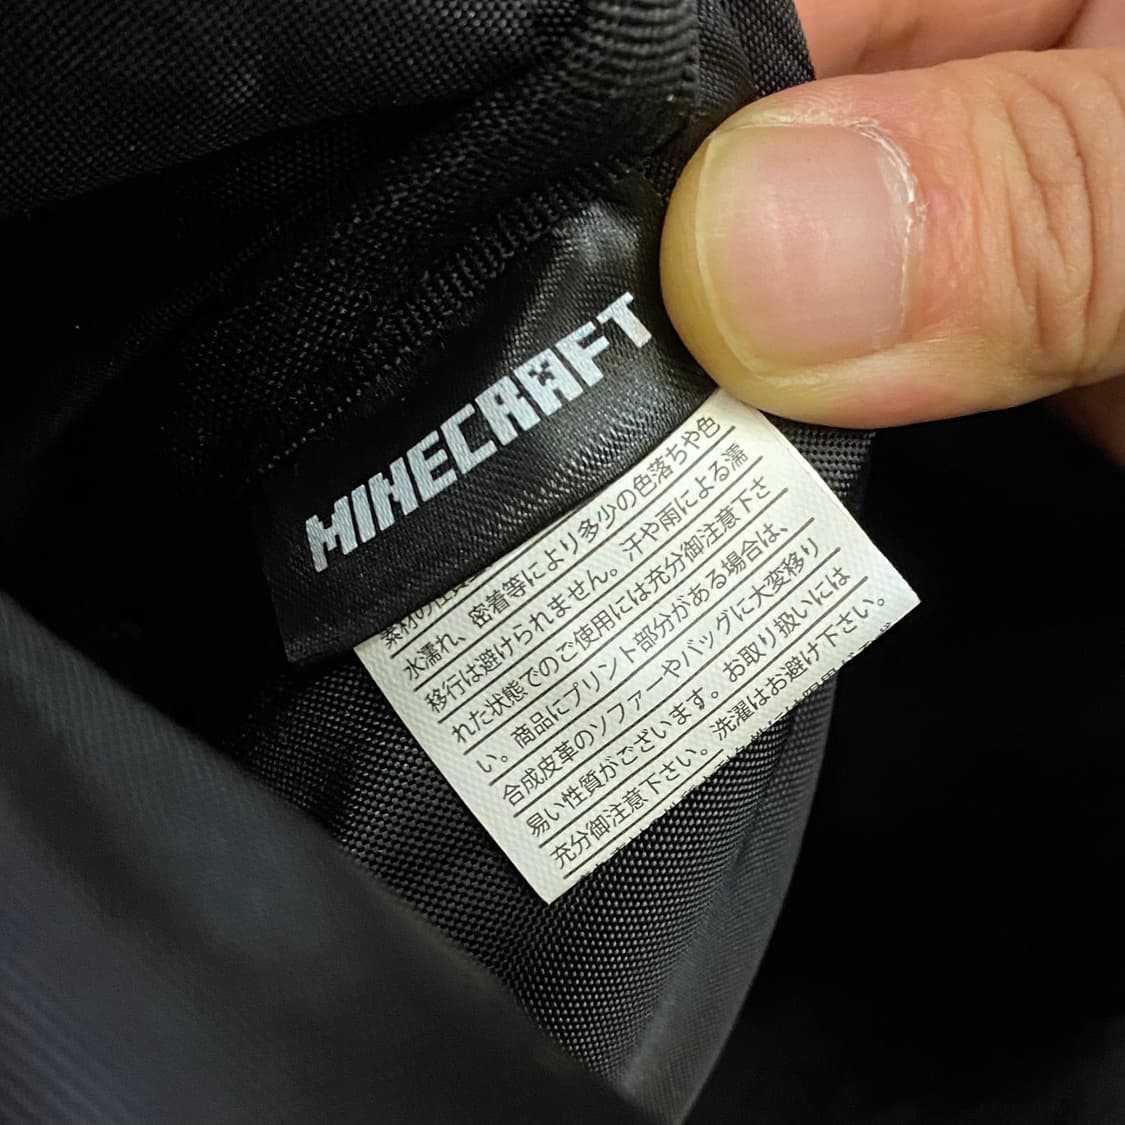 MINECRAFT
素材の性質
水濡れ、密着等により多少の色落ちや色
移行は避けられません。汗や雨による濡
れた状態でのご使用には充分御注意下さ
い。商品にプリント部分がある場合は、
合成皮革のソファーやバッグに大変移り
易い性質がございます。お取り扱いには
充分御注意下さい。洗濯はお避け下さい。